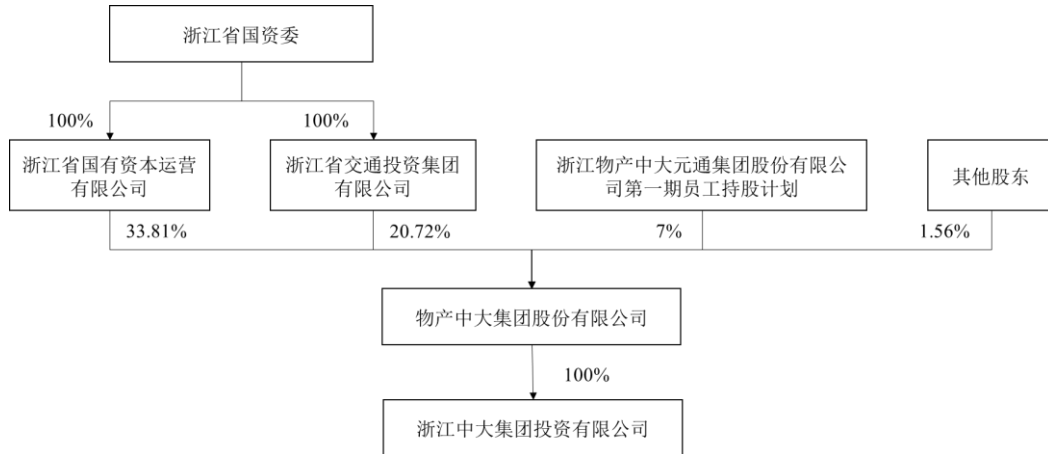 浙江省国资委
100%
100%
浙江省国有资本运营
有限公司
浙江省交通投资集团
有限公司
浙江物产中大元通集团股份有限公
司第一期员工持股计划
其他股东
33.81%
20.72%
7%
1.56%
物产中大集团股份有限公司
100%
浙江中大集团投资有限公司